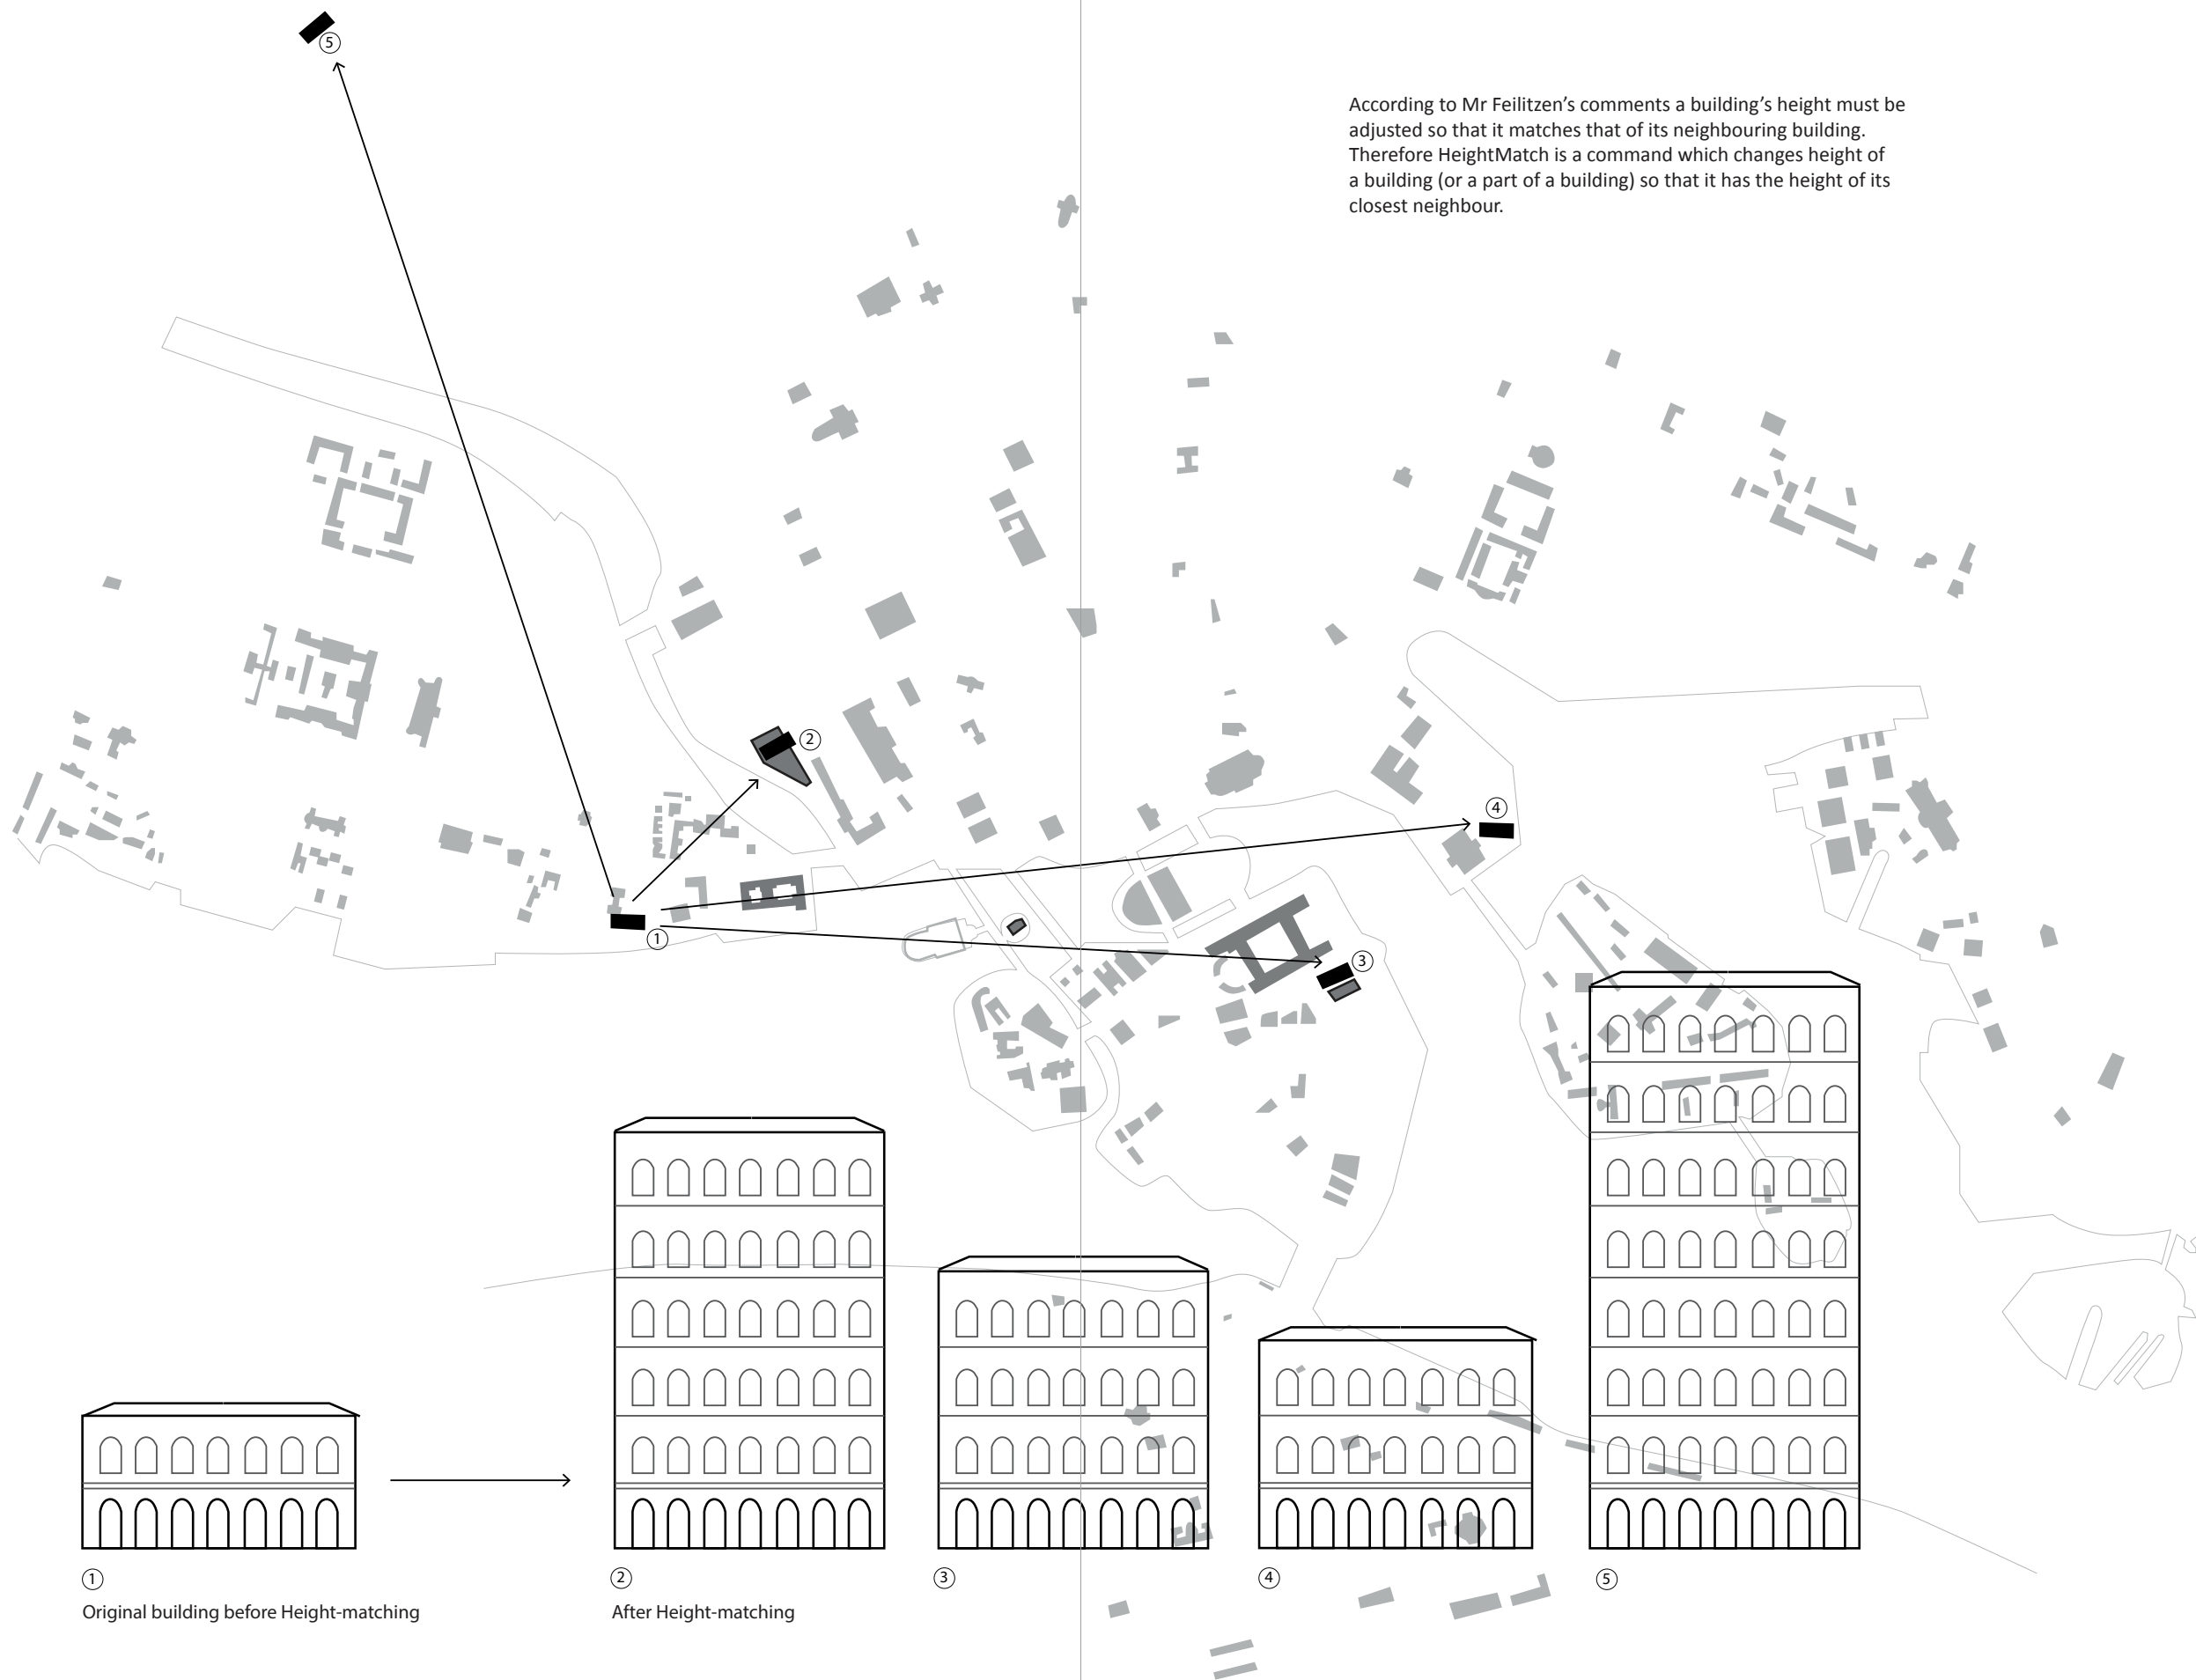 ⑤
According to Mr Feilitzen’s comments a building’s height must be
adjusted so that it matches that of its neighbouring building.
Therefore HeightMatch is a command which changes height of
a building (or a part of a building) so that it has the height of its
closest neighbour.
②
④
①
③
①
②
③
④
⑤
Original building before Height-matching
After Height-matching